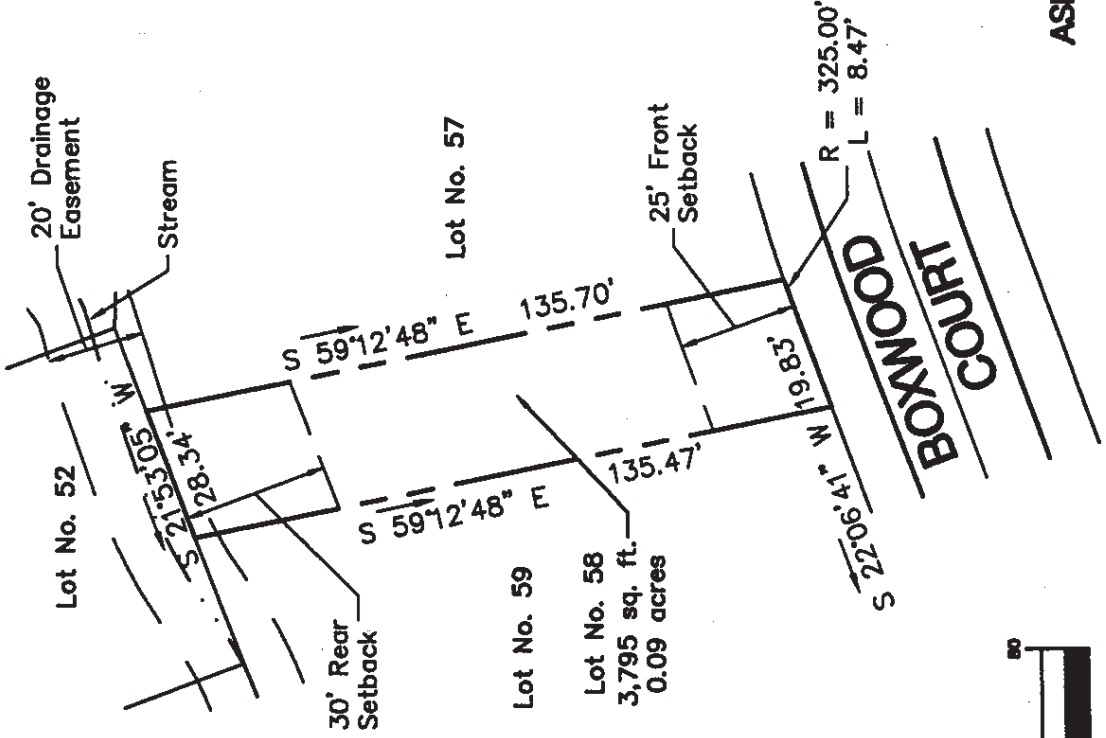 20' Drainage
Easement
Stream
Lot No. 52
S 21°53'05" W
28.34'
Lot No. 57
S 59°12'48" E
135.70'
30' Rear
Setback
S 59°12'48" E
135.47'
25' Front
Setback
Lot No. 59
Lot No. 58
3,795 sq. ft.
0.09 acres
R = 325.00'
L = 8.47'
S 22°06'41" W
19.83'
BOXWOOD
COURT